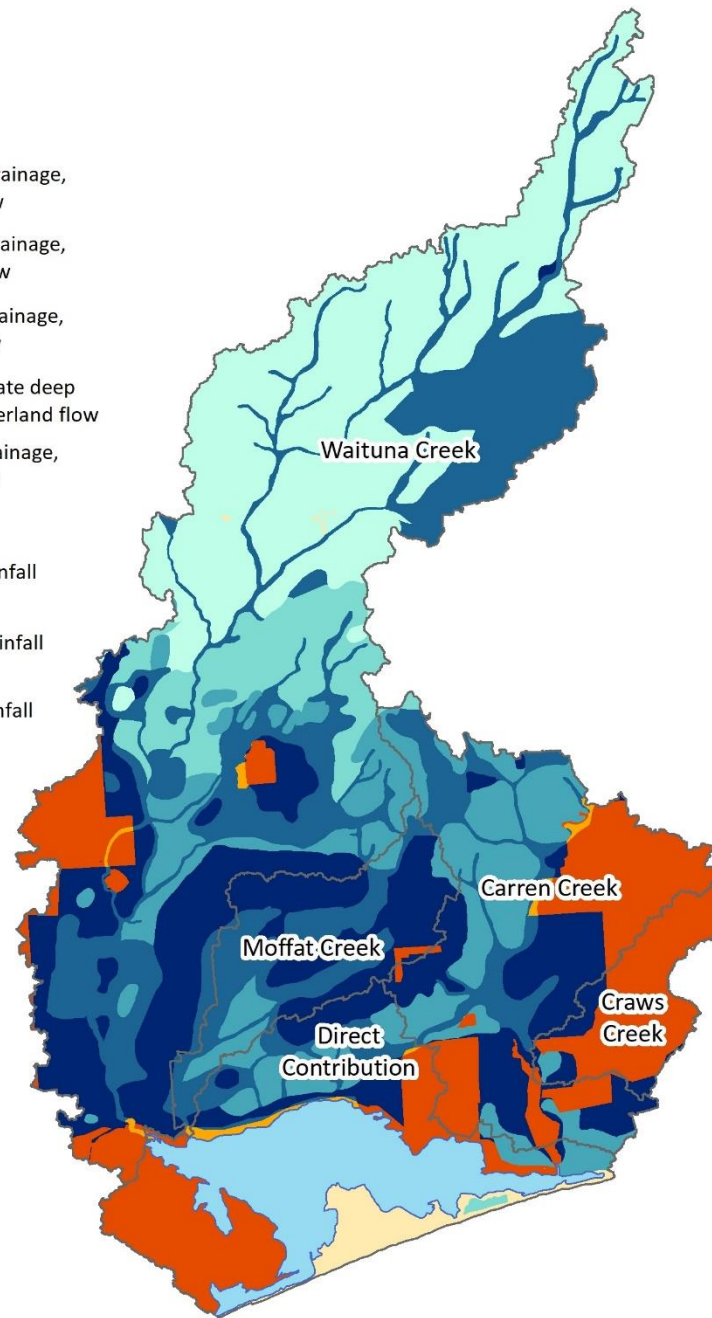 ainage,
ainage,
w
ainage,
ate deep
erland flow
ainage,
nfall
infall
nfall
Waituna Creek
Carren Creek
Moffat Creek
Craws
Creek
Direct
Contribution